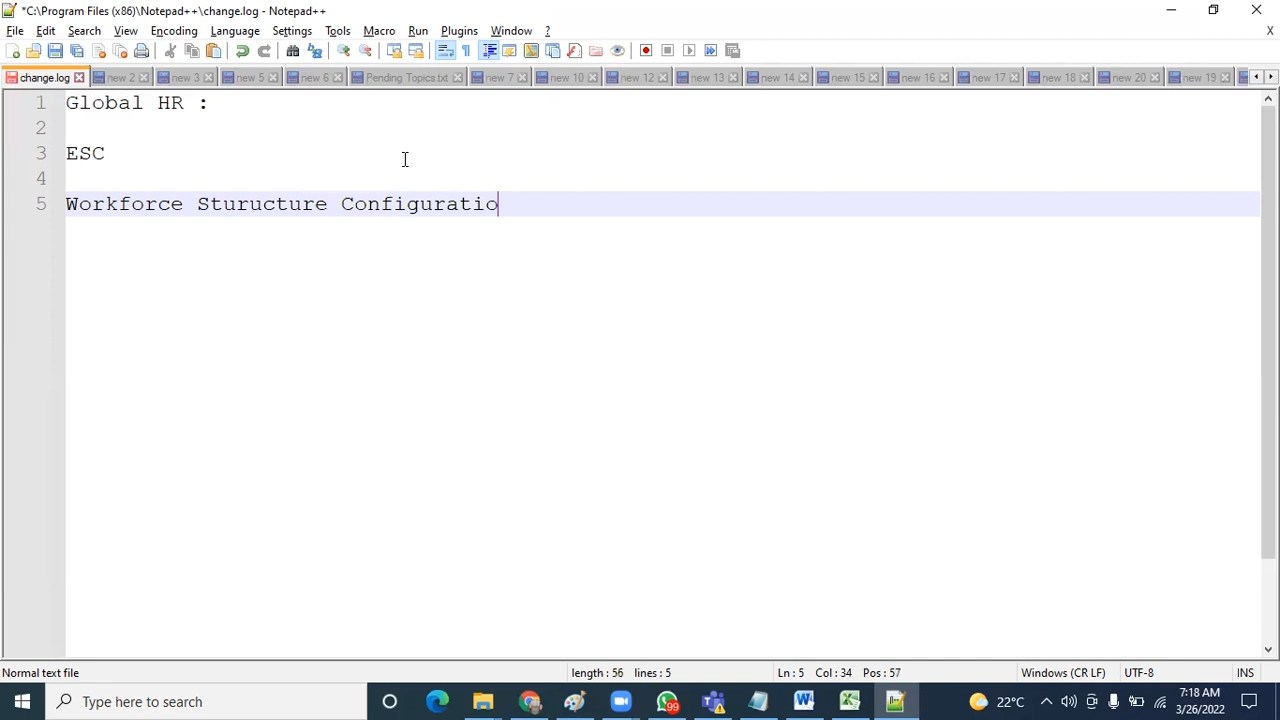 *C:\Program Files (x86)\Notepad++\change.log - Notepad++
File Edit Search View Encoding Language Settings Tools Macro Run Plugins Window ? X
change.log new 2 new 3 new 5 new 6 Pending Topics new 7 new 10 new 12 new 13 new 14 new 15 new 16 new 17 new 18 new 20 new 19
1 Global HR :
2
3 ESC
4
5 Workforce Sturucture Configuratio
Normal text file length : 56 lines : 5 Ln : 5 Col : 34 Pos : 57 Windows (CR LF) UTF-8 INS
Type here to search 99 22°C 7:18 AM
3/26/2022